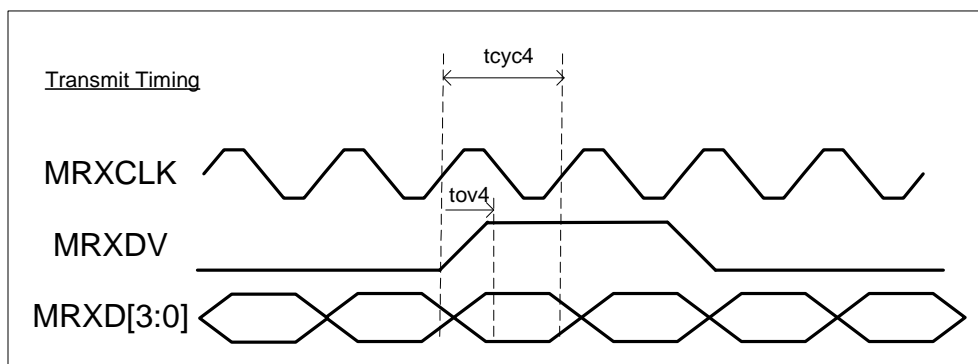 tcyc4
Transmit Timing
MRXCLK
tov4
MRXDV
MRXD[3:0]